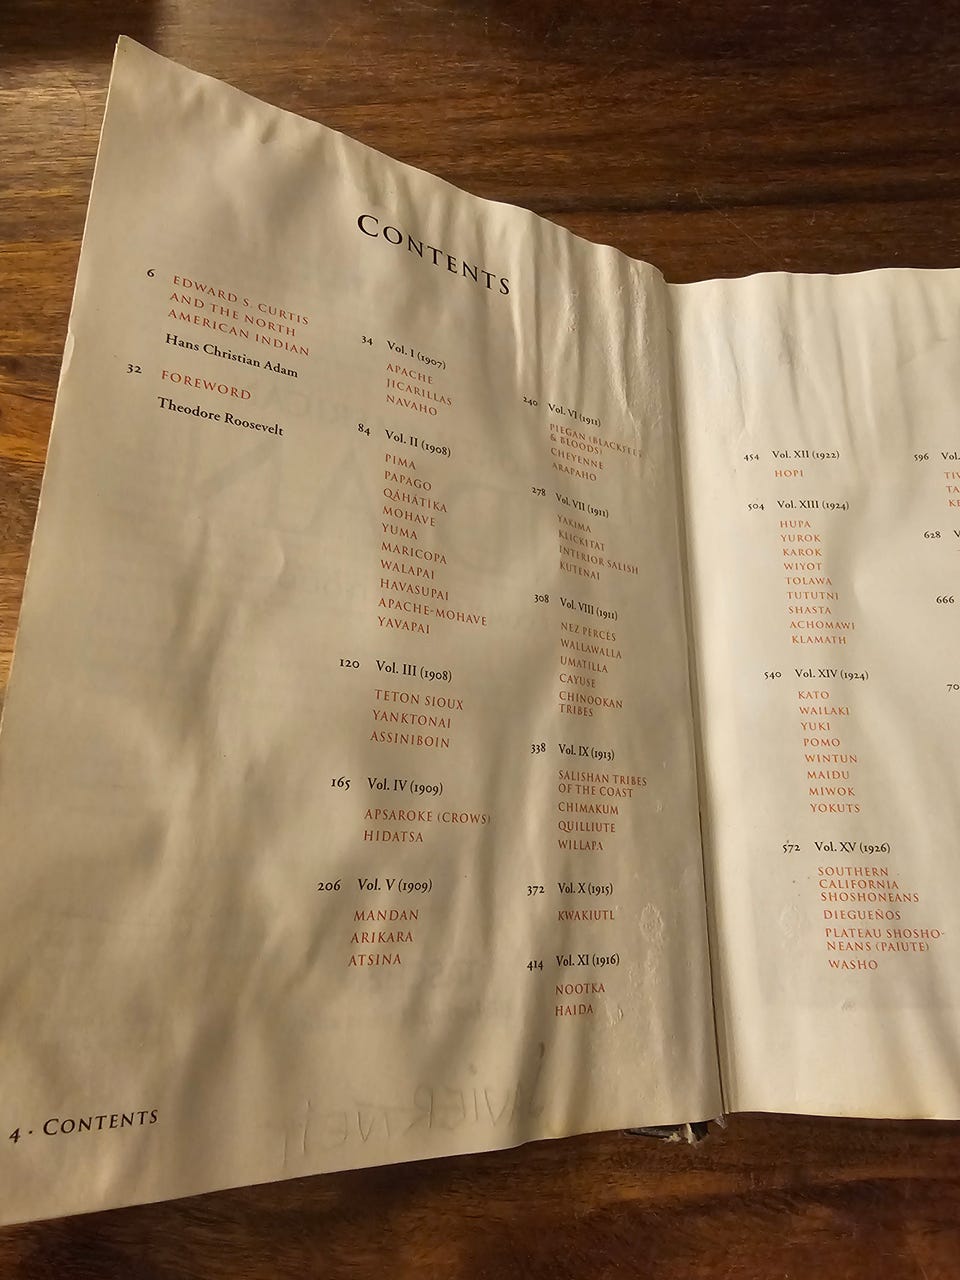 CONTENTS
6 EDWARD S. CURTIS
AND THE NORTH
AMERICAN INDIAN
Hans Christian Adam
32 FOREWORD
Theodore Roosevelt
34 Vol. I (1907)
APACHE
JICARILLAS
NAVAHO
84 Vol. II (1908)
PIMA
PAPAGO
QÁHÁTĬKA
MOHAVE
YUMA
MARICOPA
WALAPAI
HAVASUPAI
APACHE-MOHAVE
YAVAPAI
120 Vol. III (1908)
TETON SIOUX
YANKTONAI
ASSINIBOIN
165 Vol. IV (1909)
APSAROKE (CROWS)
HIDATSA
206 Vol. V (1909)
MANDAN
ARIKARA
ATSINA
240 Vol. VI (1911)
PIEGAN (BLACKFEET
& BLOODS)
CHEYENNE
ARAPAHO
278 Vol. VII (1911)
YAKIMA
KLICKITAT
INTERIOR SALISH
KUTENAI
308 Vol. VIII (1911)
NEZ PERCÉS
WALLAWALLA
UMATILLA
CAYUSE
CHINOOKAN
TRIBES
338 Vol. IX (1913)
SALISHAN TRIBES
OF THE COAST
CHIMAKUM
QUILLIUTE
WILLAPA
372 Vol. X (1915)
KWAKIUTL
414 Vol. XI (1916)
NOOTKA
HAIDA
4 · CONTENTS
454 Vol. XII (1922)
HOPI
504 Vol. XIII (1924)
HUPA
YUROK
KAROK
WIYOT
TOLAWA
TUTUTNI
SHASTA
ACHOMAWI
KLAMATH
540 Vol. XIV (1924)
KATO
WAILAKI
YUKI
POMO
WINTUN
MAIDU
MIWOK
YOKUTS
572 Vol. XV (1926)
SOUTHERN
CALIFORNIA
SHOSHONEANS
DIEGUEÑOS
PLATEAU SHOSHO-
NEANS (PAIUTE)
WASHO
596 Vol.
TI
TA
KE
628 V
666
70